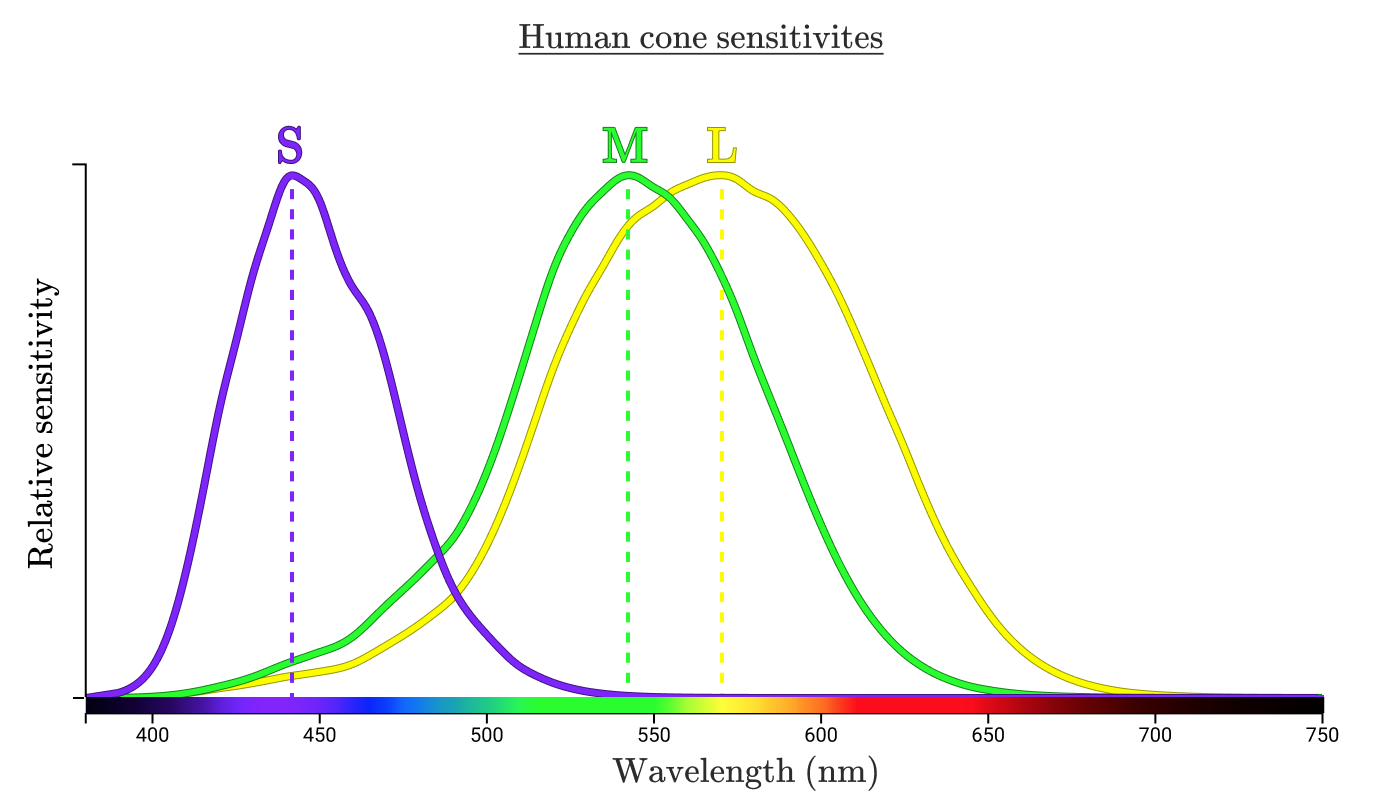 Human cone sensitivites
S M L
Relative sensitivity
400 450 500 550 600 650 700 750
Wavelength (nm)